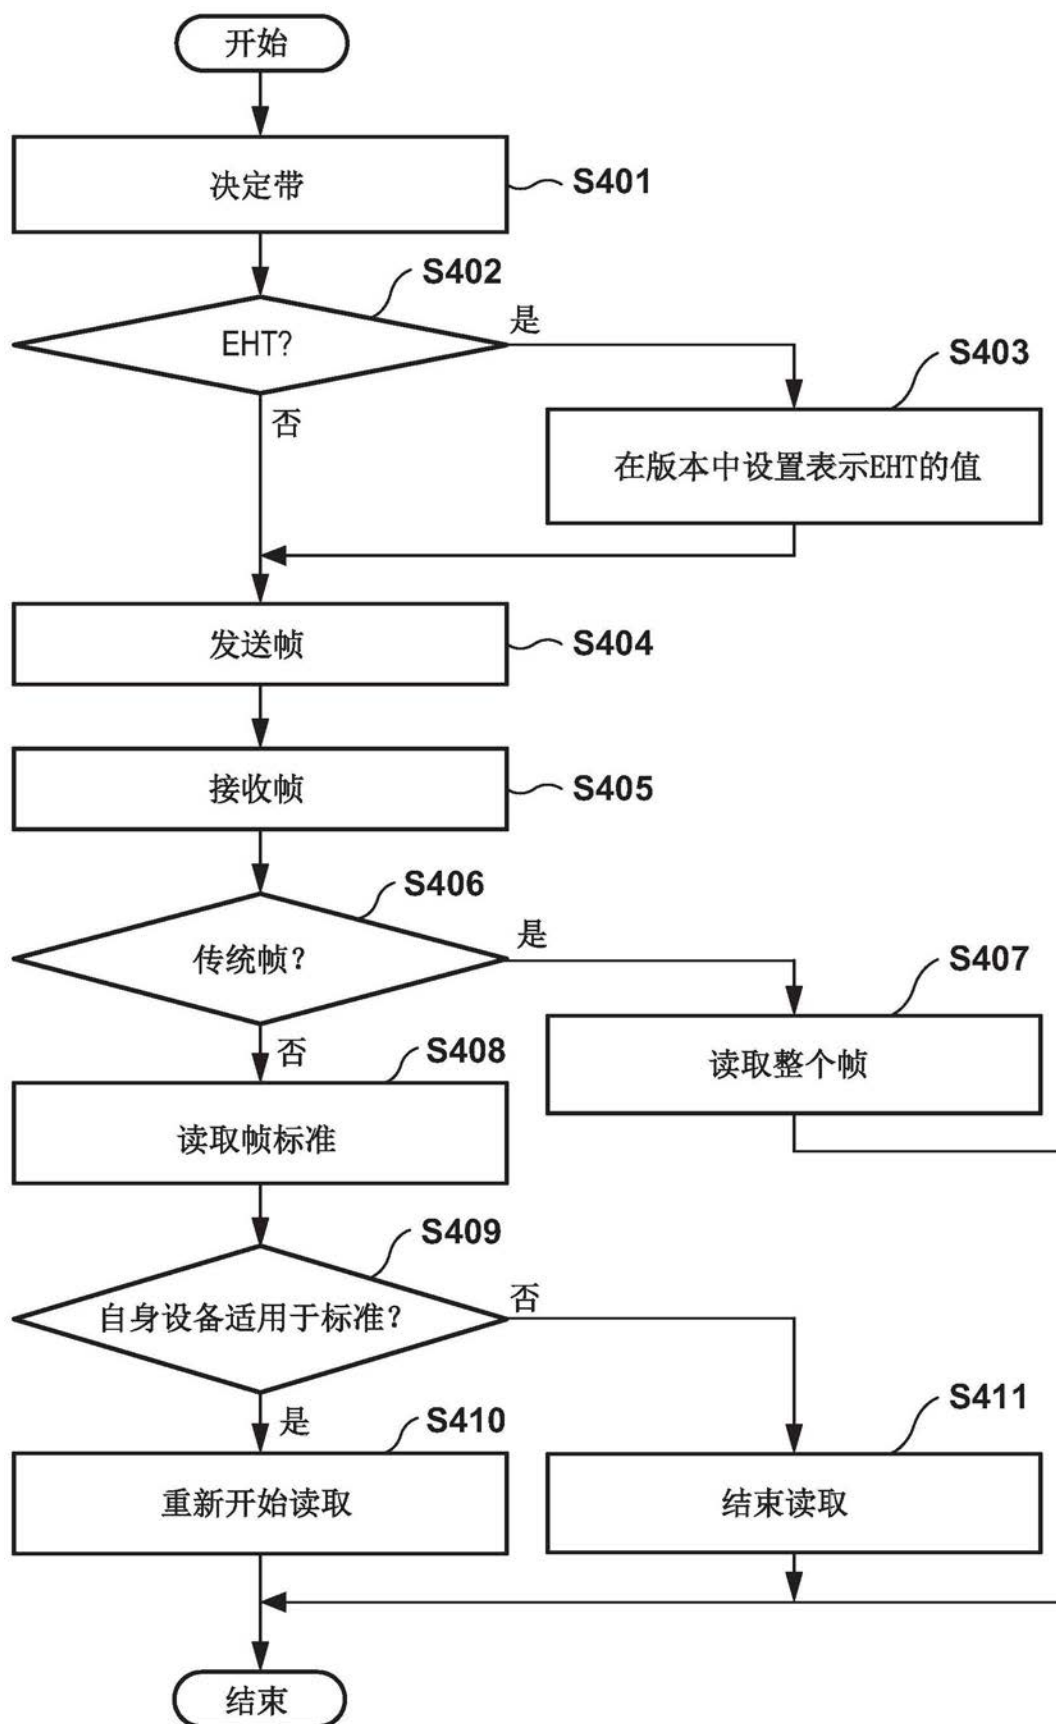 开始
决定带
S401
S402
EHT?
是
否
S403
在版本中设置表示EHT的值
发送帧
S404
接收帧
S405
S406
传统帧?
是
否
S407
读取整个帧
S408
读取帧标准
S409
自身设备适用于标准?
否
是
S410
重新开始读取
S411
结束读取
结束